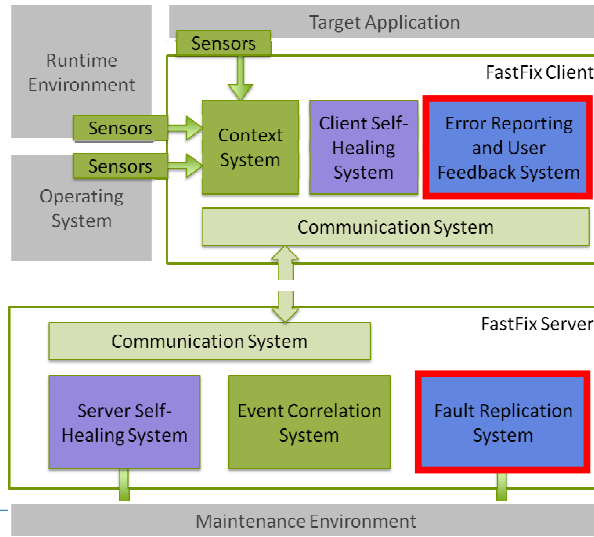 Target Application
Sensors
Runtime
Environment
FastFix Client
Sensors
Context
System
Client Self-
Healing
System
Error Reporting
and User
Feedback System
Sensors
Operating
System
Communication System
FastFix Server
Communication System
Server Self-
Healing System
Event Correlation
System
Fault Replication
System
Maintenance Environment